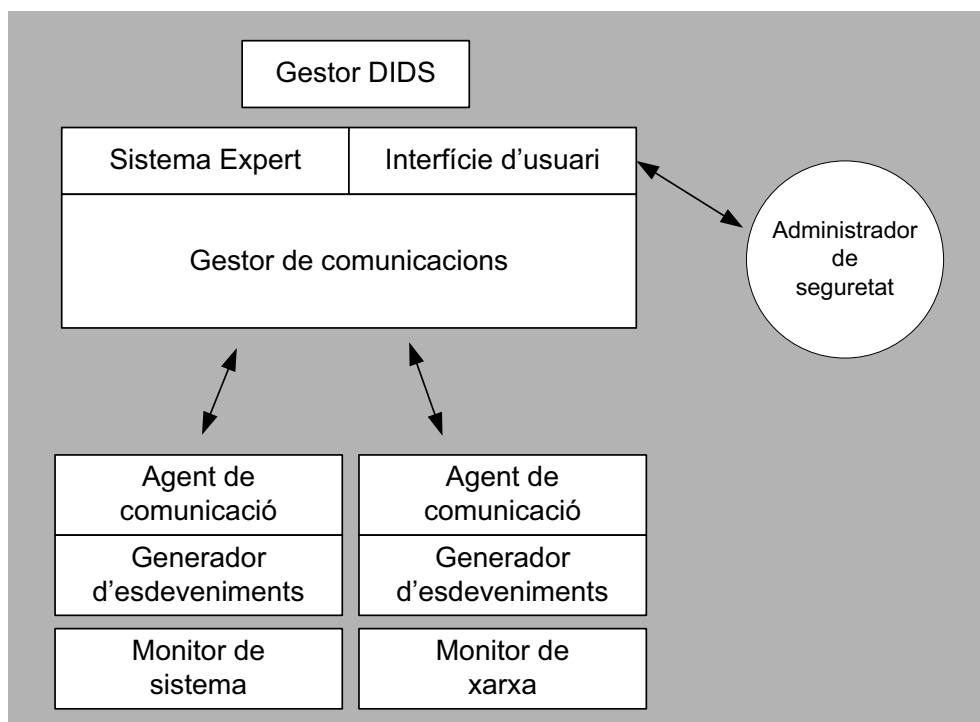 Gestor DIDS
Sistema Expert
Interfície d'usuari
Gestor de comunicacions
Administrador
de
seguretat
Agent de
comunicació
Generador
d'esdeveniments
Monitor de
sistema
Agent de
comunicació
Generador
d'esdeveniments
Monitor de
xarxa